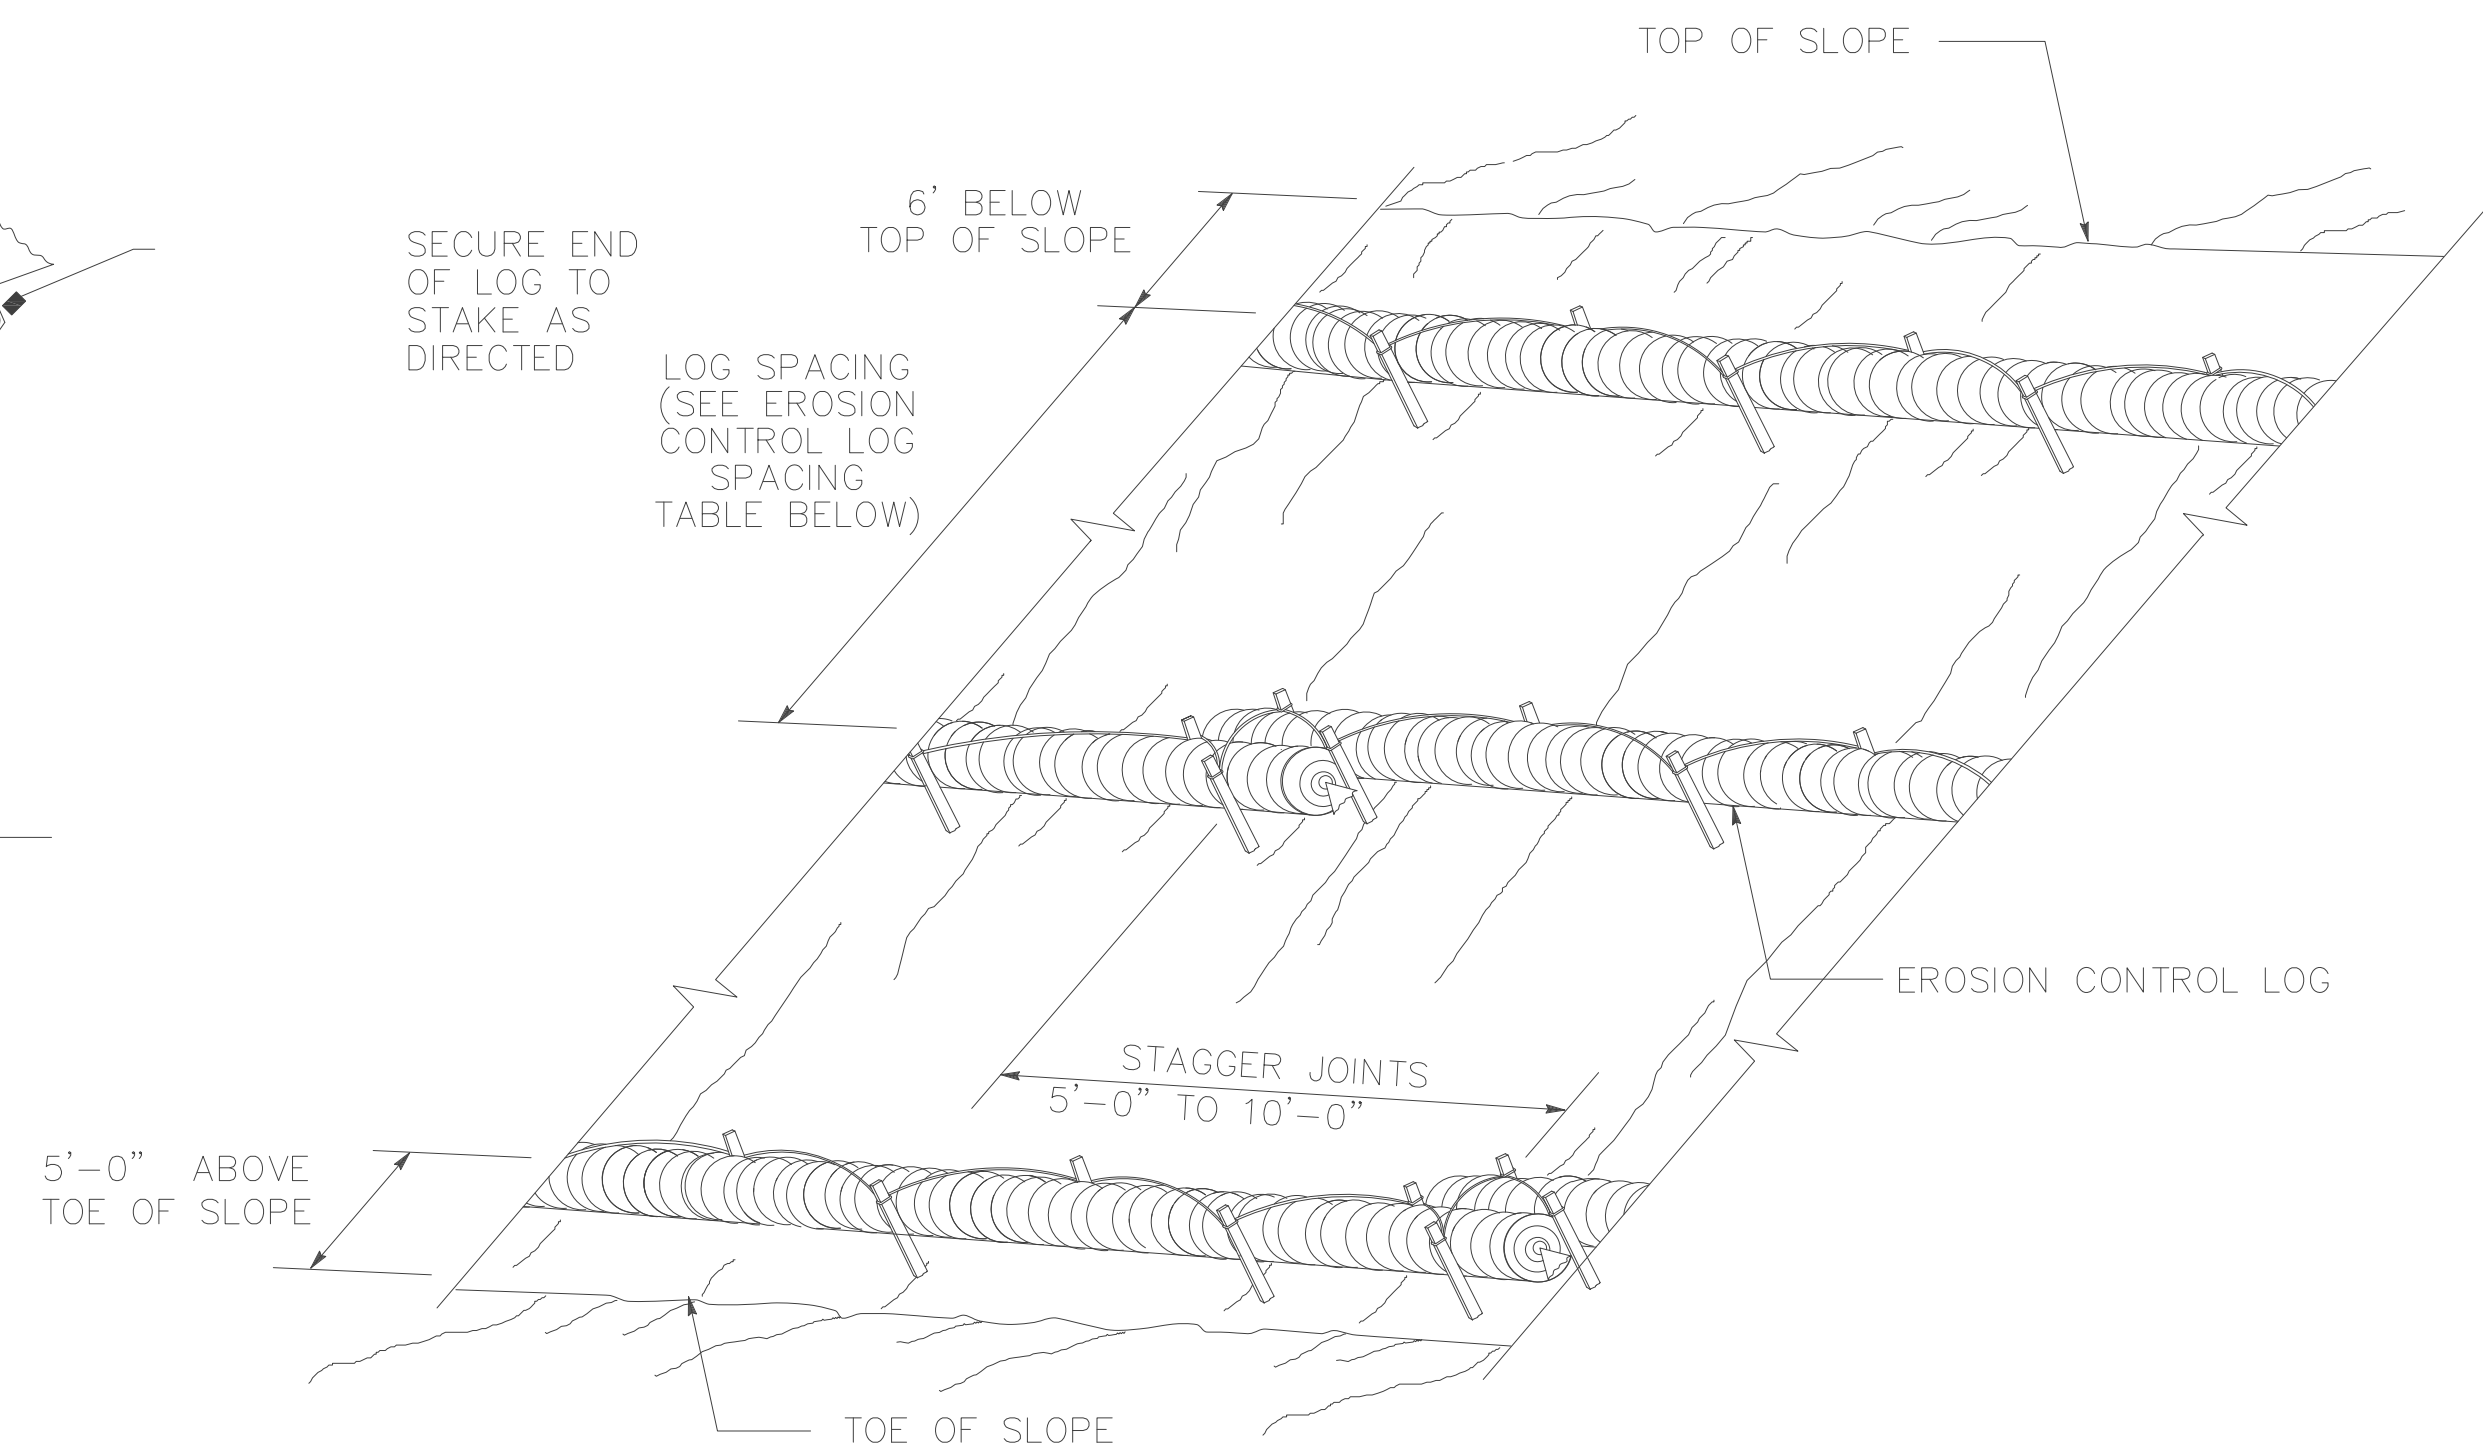 TOP OF SLOPE
6' BELOW
TOP OF SLOPE
SECURE END
OF LOG TO
STAKE AS
DIRECTED
LOG SPACING
(SEE EROSION
CONTROL LOG
SPACING
TABLE BELOW)
EROSION CONTROL LOG
STAGGER JOINTS
5'-0" TO 10'-0"
5'-0" ABOVE
TOE OF SLOPE
TOE OF SLOPE